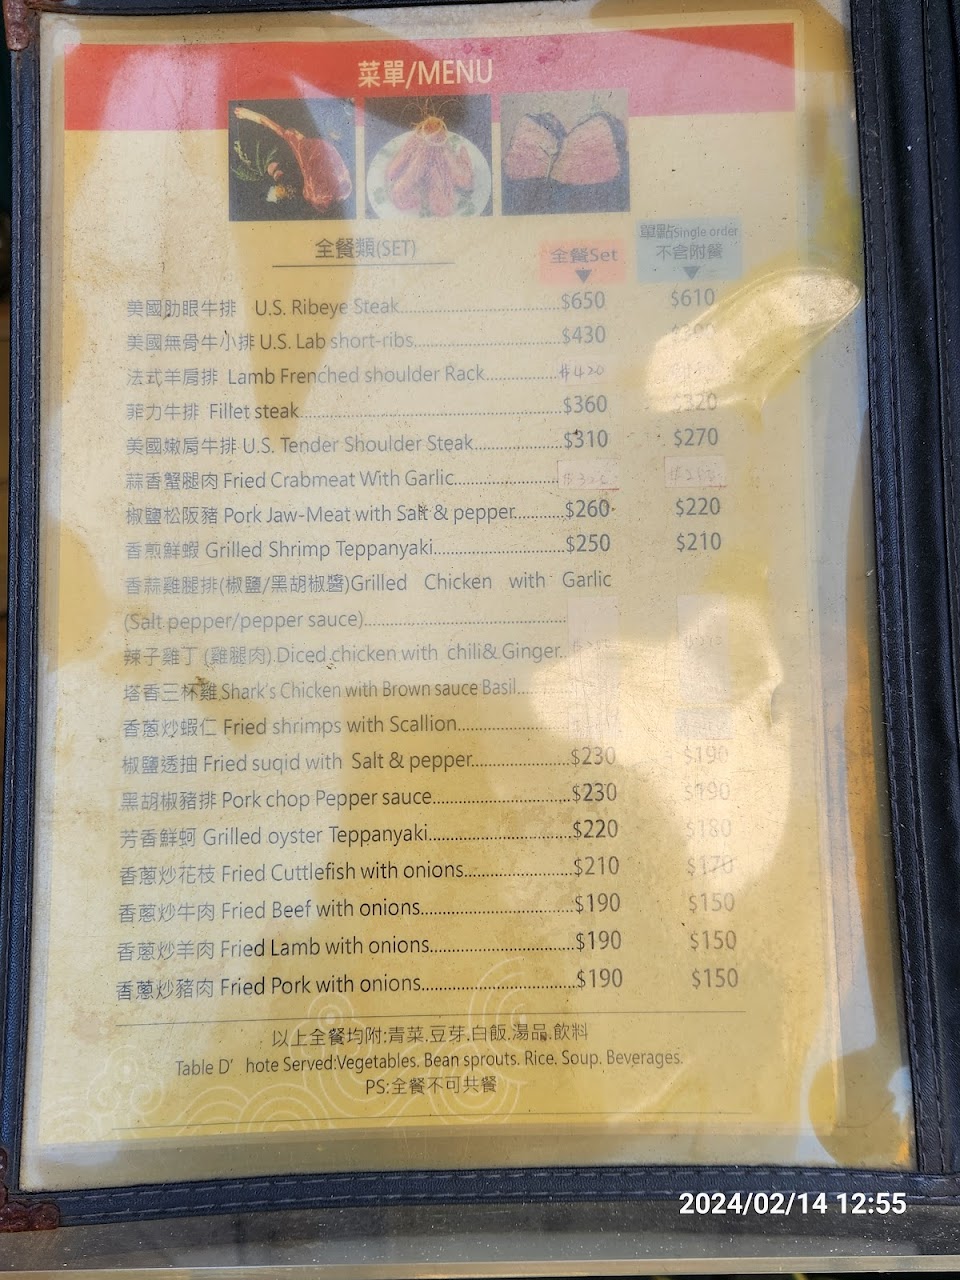 菜單/MENU
全餐類(SET)
全餐Set
單點Single order
不含附餐
美國肋眼牛排 U.S. Ribeye Steak $650 $610
美國無骨牛小排 U.S. Lab short-ribs $430
法式羊肩排 Lamb Frenched shoulder Rack $420
菲力牛排 Fillet steak $360 $320
美國嫩肩牛排 U.S. Tender Shoulder Steak $310 $270
蒜香蟹腿肉 Fried Crabmeat With Garlic
椒鹽松阪豬 Pork Jaw-Meat with Salt & pepper $260 $220
香煎鮮蝦 Grilled Shrimp Teppanyaki $250 $210
香蒜雞腿排(椒鹽/黑胡椒醬)Grilled Chicken with Garlic
(Salt pepper/pepper sauce)
辣子雞丁 (雞腿肉) Diced chicken with chili& Ginger
塔香三杯雞 Shark's Chicken with Brown sauce Basil
香蔥炒蝦仁 Fried shrimps with Scallion
椒鹽透抽 Fried suqid with Salt & pepper $230 $190
黑胡椒豬排 Pork chop Pepper sauce $230 $190
芳香鮮蚵 Grilled oyster Teppanyaki $220 $180
香蔥炒花枝 Fried Cuttlefish with onions $210 $170
香蔥炒牛肉 Fried Beef with onions $190 $150
香蔥炒羊肉 Fried Lamb with onions $190 $150
香蔥炒豬肉 Fried Pork with onions $190 $150
以上全餐均附:青菜.豆芽.白飯.湯品.飲料
Table D' hote Served:Vegetables. Bean sprouts. Rice. Soup. Beverages.
PS:全餐不可共餐
2024/02/14 12:55